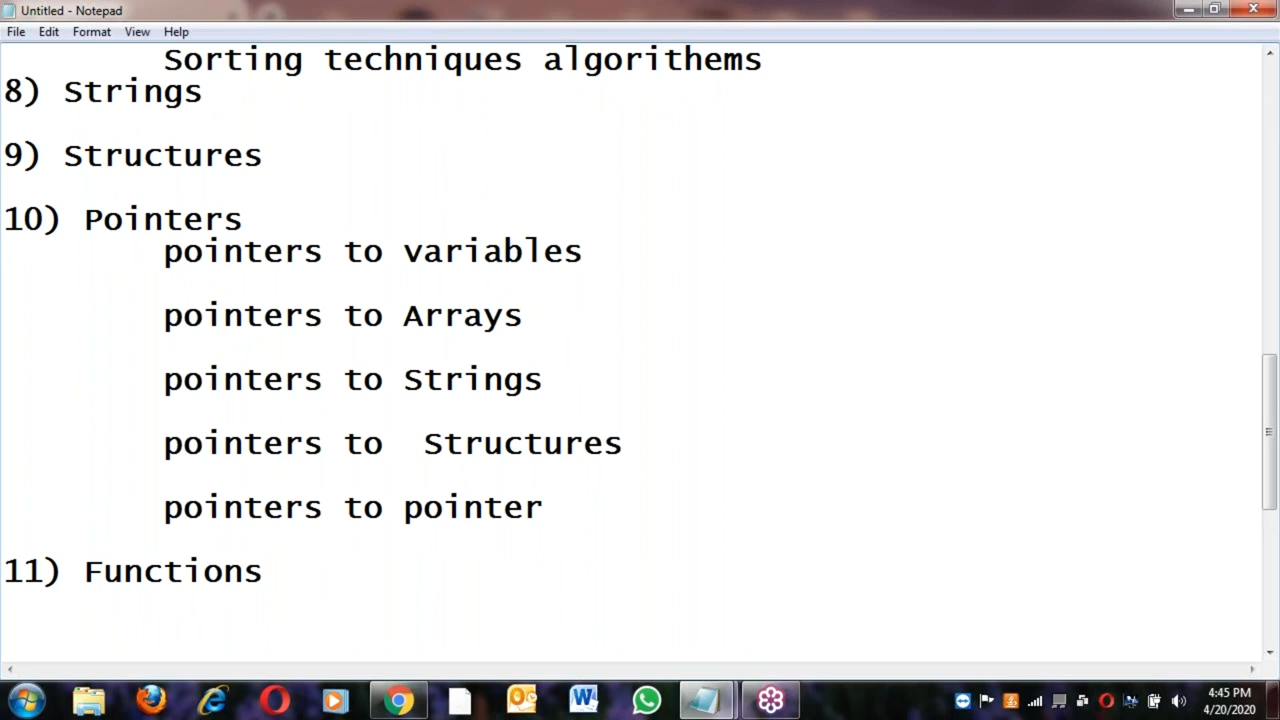 Untitled - Notepad
File Edit Format View Help
Sorting techniques algorithems
8) Strings
9) Structures
10) Pointers
pointers to variables
pointers to Arrays
pointers to Strings
pointers to  Structures
pointers to pointer
11) Functions
4:45 PM
4/20/2020